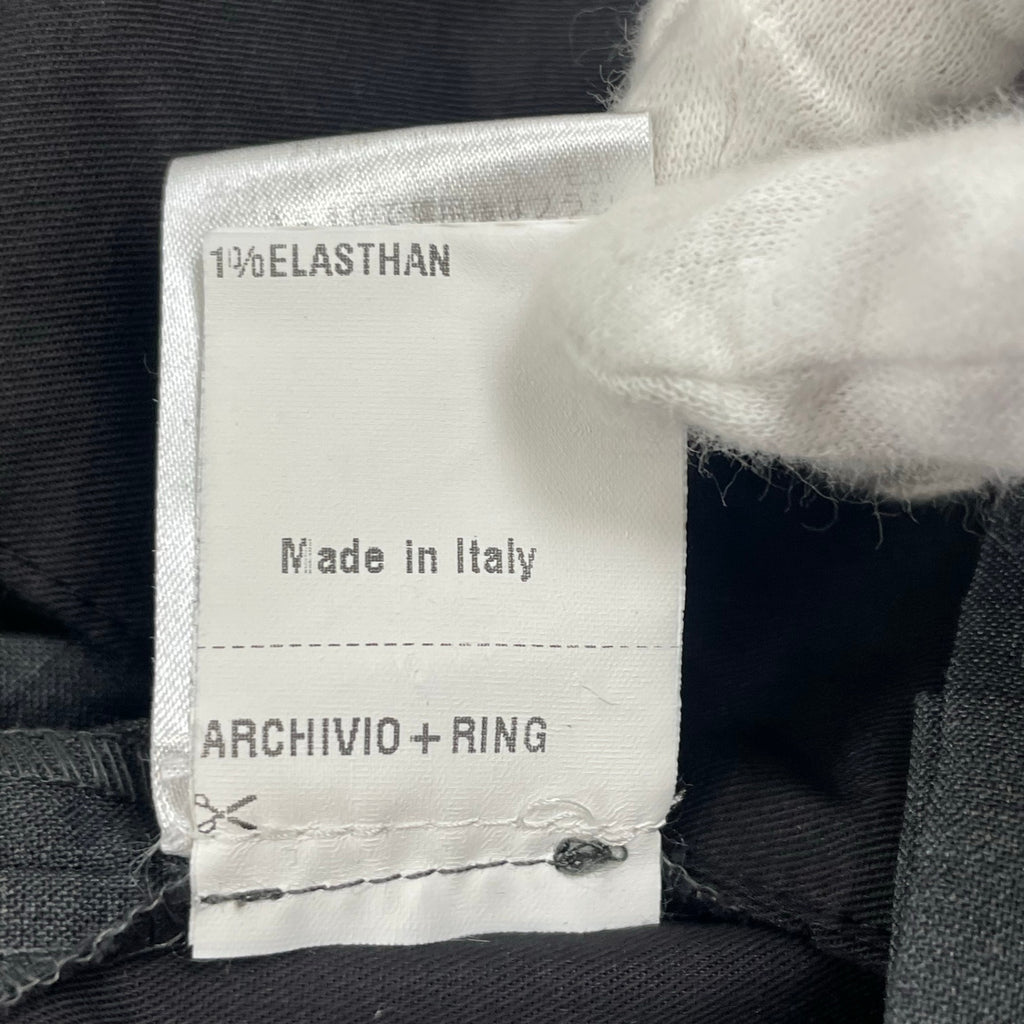 1%ELASTHAN
Made in Italy
ARCHIVIO + RING